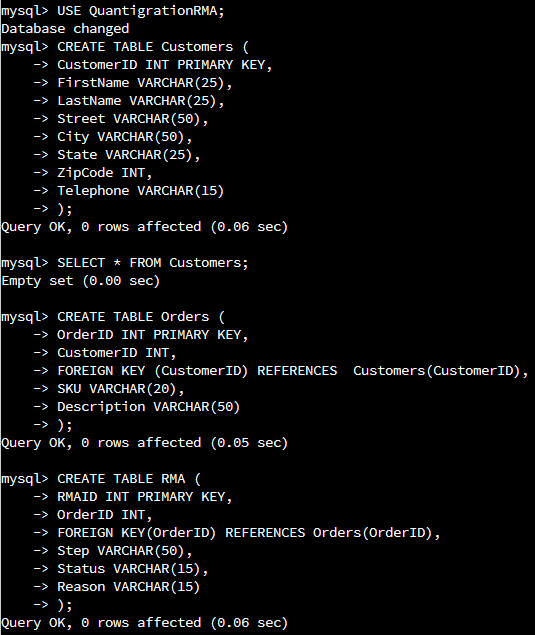 mysql> USE QuantigrationRMA;
Database changed
mysql> CREATE TABLE Customers (
    -> CustomerID INT PRIMARY KEY,
    -> FirstName VARCHAR(25),
    -> LastName VARCHAR(25),
    -> Street VARCHAR(50),
    -> City VARCHAR(50),
    -> State VARCHAR(25),
    -> ZipCode INT,
    -> Telephone VARCHAR(15)
    -> );
Query OK, 0 rows affected (0.06 sec)

mysql> SELECT * FROM Customers;
Empty set (0.00 sec)

mysql> CREATE TABLE Orders (
    -> OrderID INT PRIMARY KEY,
    -> CustomerID INT,
    -> FOREIGN KEY (CustomerID) REFERENCES  Customers(CustomerID),
    -> SKU VARCHAR(20),
    -> Description VARCHAR(50)
    -> );
Query OK, 0 rows affected (0.05 sec)

mysql> CREATE TABLE RMA (
    -> RMAID INT PRIMARY KEY,
    -> OrderID INT,
    -> FOREIGN KEY(OrderID) REFERENCES Orders(OrderID),
    -> Step VARCHAR(50),
    -> Status VARCHAR(15),
    -> Reason VARCHAR(15)
    -> );
Query OK, 0 rows affected (0.06 sec)